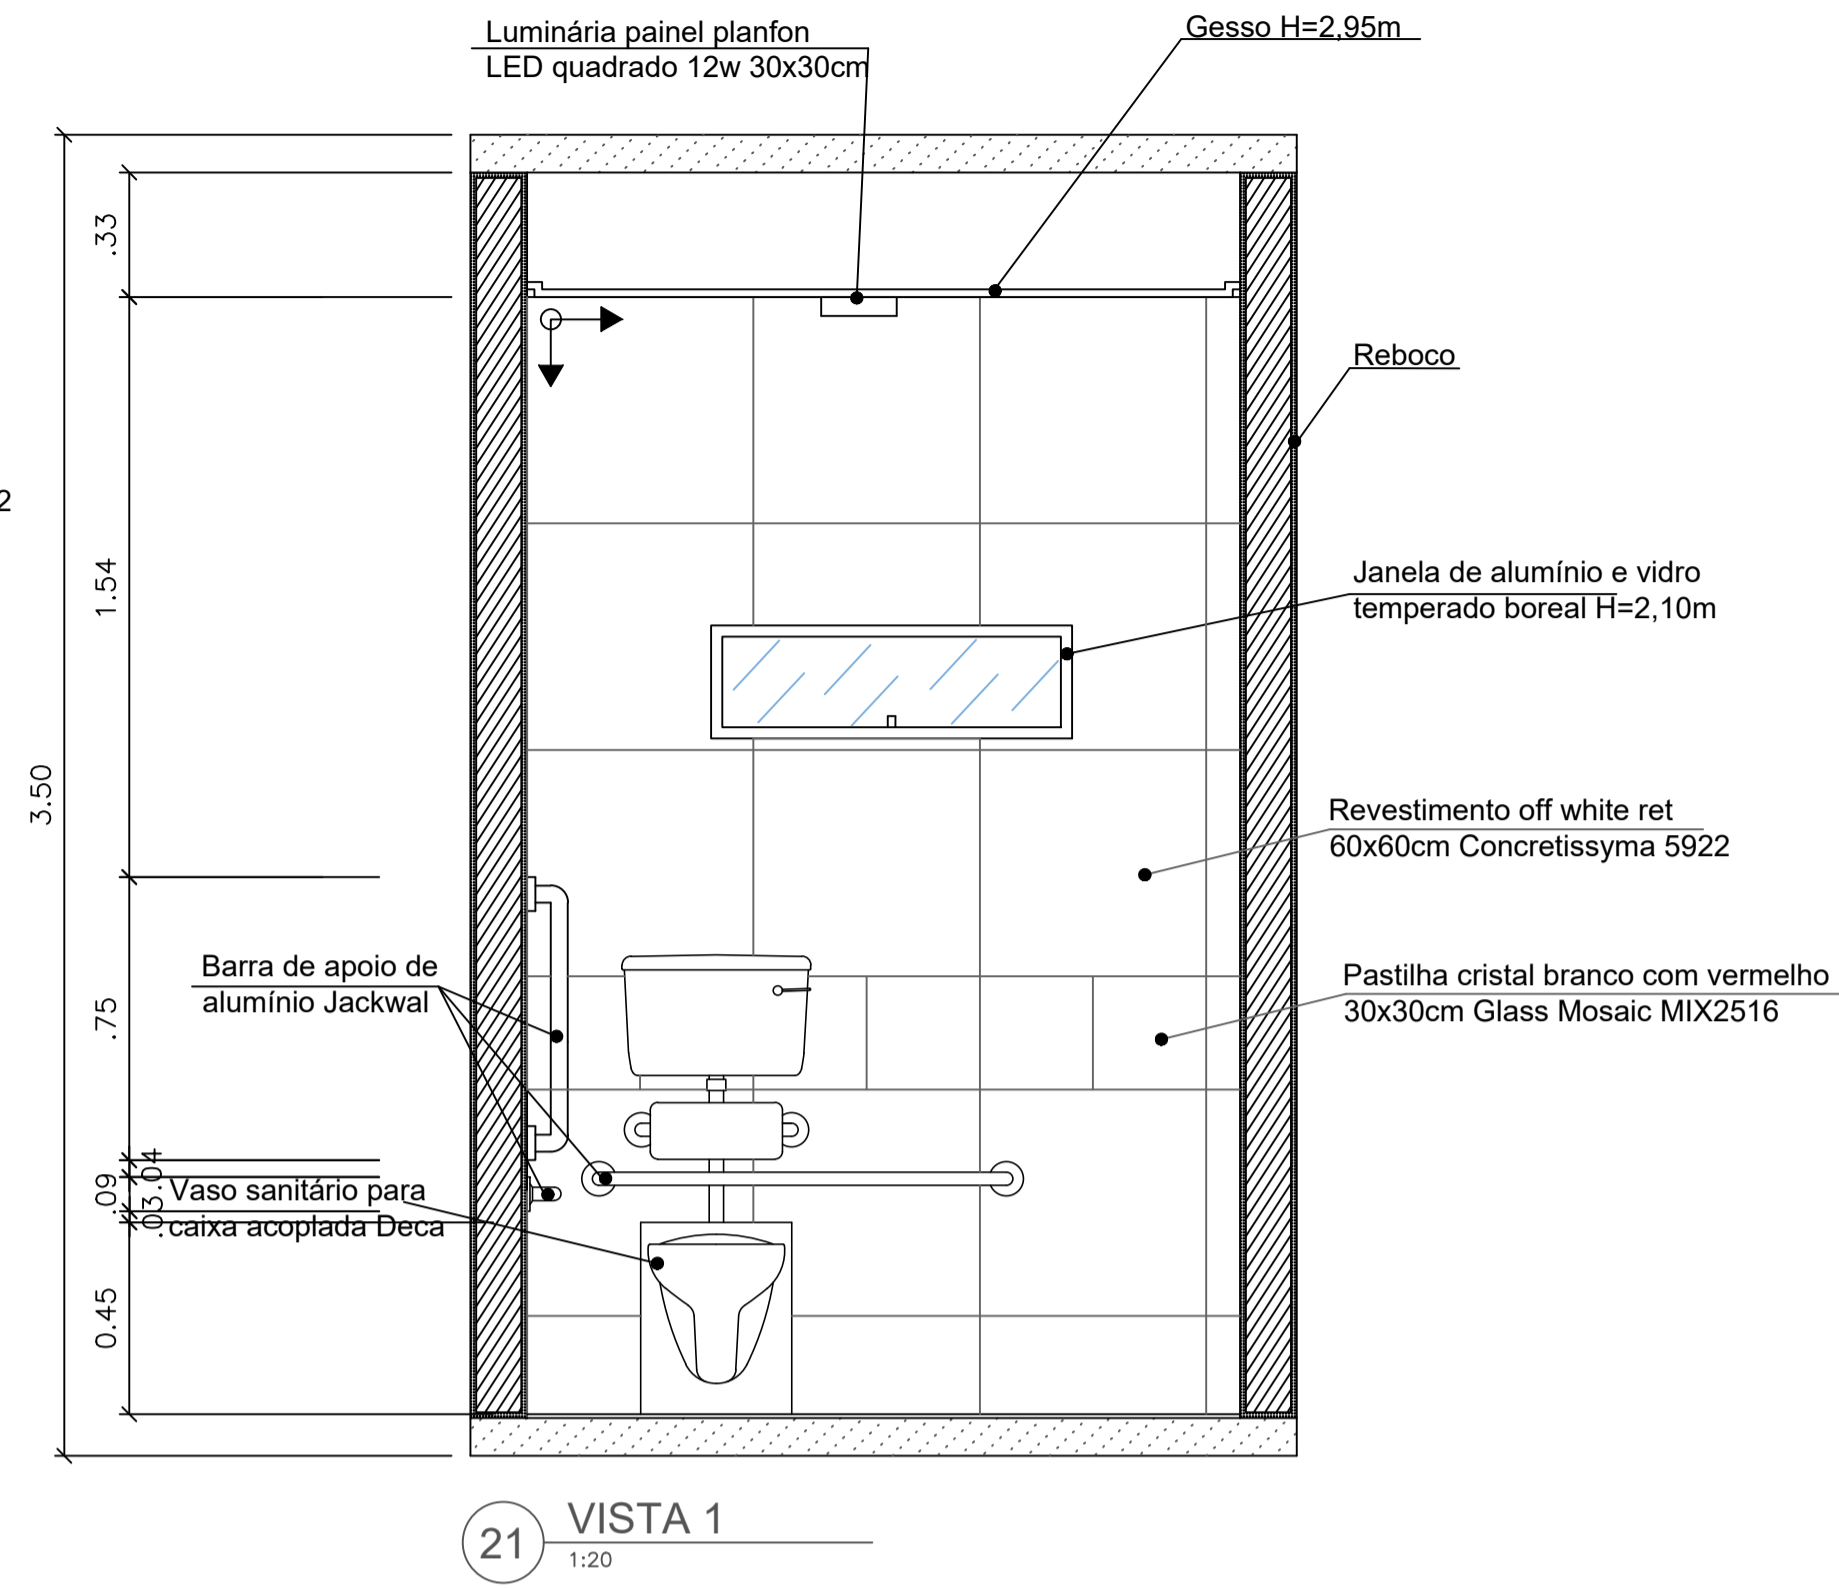 Luminária painel planfon
LED quadrado 12w 30x30cm
Gesso H=2,95m
.33
Reboco
2
1.54
Janela de alumínio e vidro
temperado boreal H=2,10m
3.50
Revestimento off white ret
60x60cm Concretissyma 5922
Barra de apoio de
alumínio Jackwal
Pastilha cristal branco com vermelho
30x30cm Glass Mosaic MIX2516
.75
.04
.09
.03
Vaso sanitário para
caixa acoplada Deca
0.45
21
VISTA 1
1:20